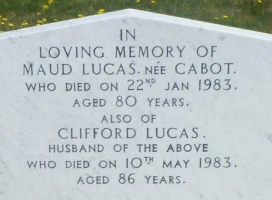 IN
LOVING MEMORY OF
MAUD LUCAS. NÉE CABOT.
WHO DIED ON 22ND JAN 1983.
AGED 80 YEARS.
ALSO OF
CLIFFORD LUCAS.
HUSBAND OF THE ABOVE
WHO DIED ON 10TH MAY 1983.
AGED 86 YEARS.